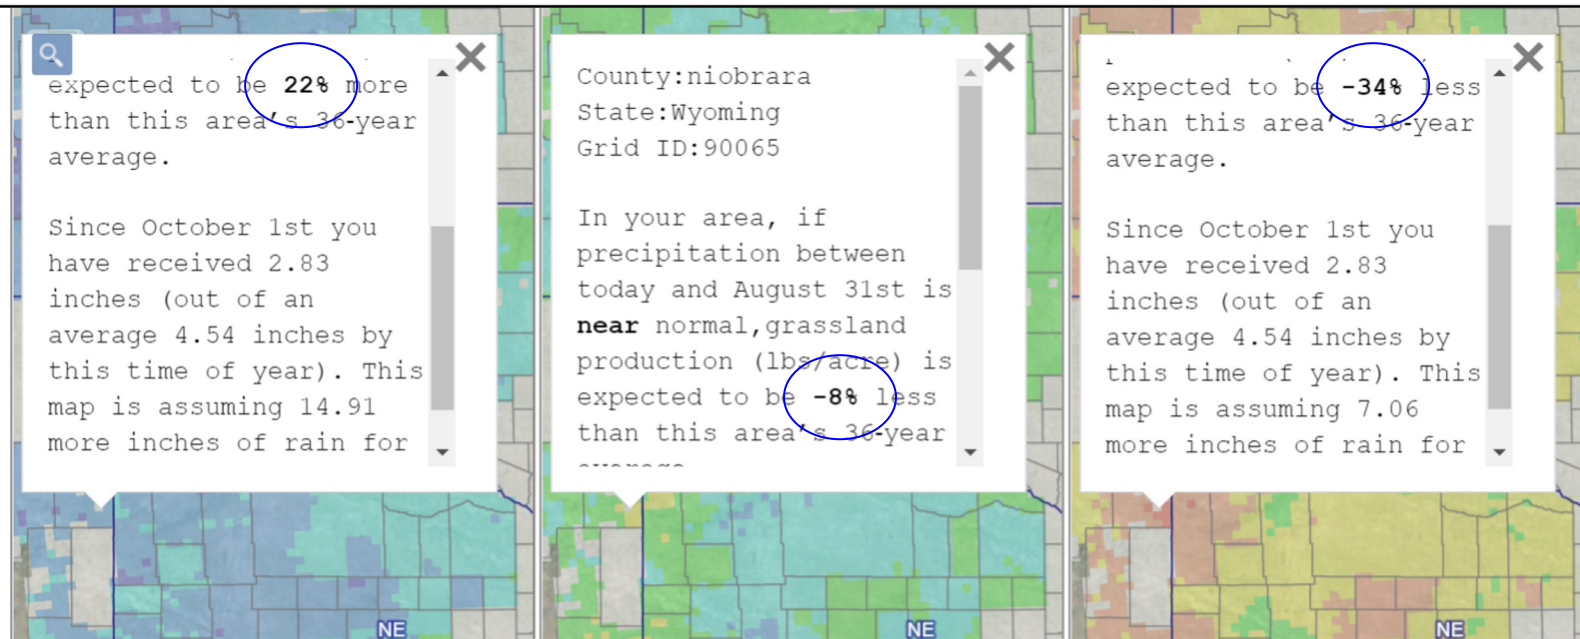 expected to be 22% more
than this area's 36-year
average.
Since October 1st you
have received 2.83
inches (out of an
average 4.54 inches by
this time of year). This
map is assuming 14.91
more inches of rain for
NE
County:niobrara
State:Wyoming
Grid ID:90065
In your area, if
precipitation between
today and August 31st is
near normal,grassland
production (lbs/acre) is
expected to be -8% less
than this area's 36-year
average
NE
expected to be -34% less
than this area's 36-year
average.
Since October 1st you
have received 2.83
inches (out of an
average 4.54 inches by
this time of year). This
map is assuming 7.06
more inches of rain for
NE